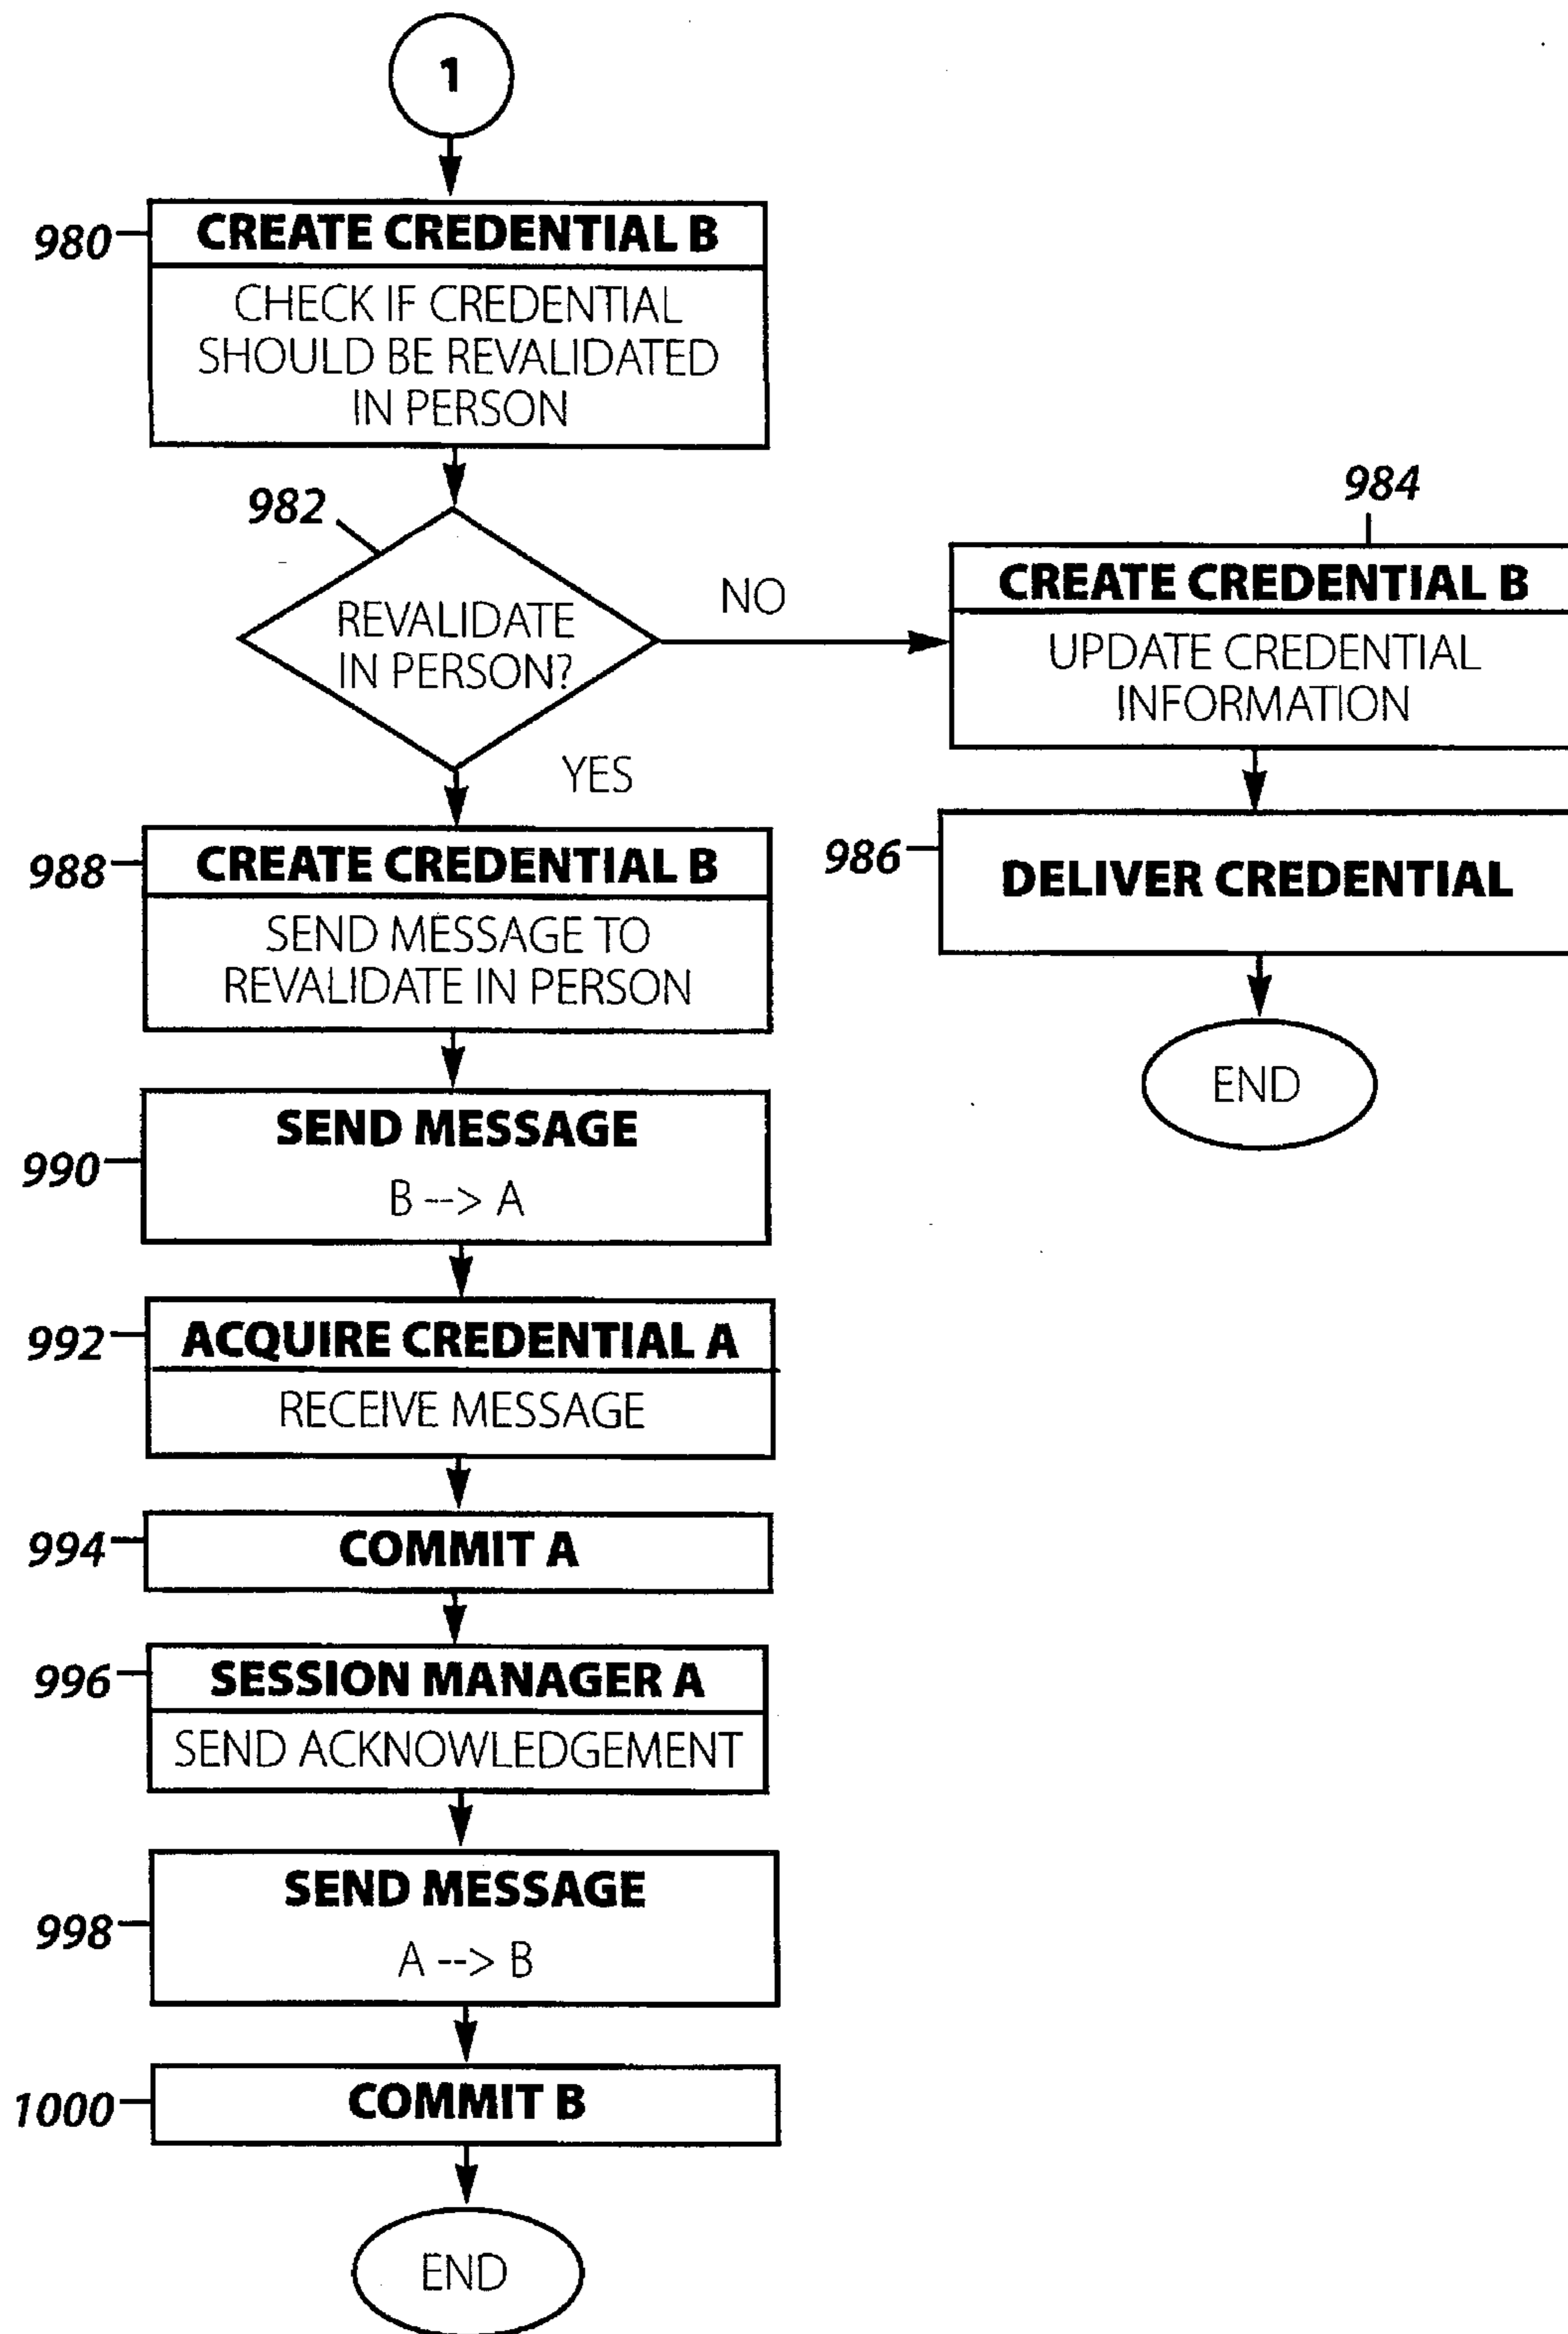 1
980
CREATE CREDENTIAL B
CHECK IF CREDENTIAL
SHOULD BE REVALIDATED
IN PERSON
982
REVALIDATE
IN PERSON?
NO
YES
984
CREATE CREDENTIAL B
UPDATE CREDENTIAL
INFORMATION
986
DELIVER CREDENTIAL
END
988
CREATE CREDENTIAL B
SEND MESSAGE TO
REVALIDATE IN PERSON
990
SEND MESSAGE
B --> A
992
ACQUIRE CREDENTIAL A
RECEIVE MESSAGE
994
COMMIT A
996
SESSION MANAGER A
SEND ACKNOWLEDGEMENT
998
SEND MESSAGE
A --> B
1000
COMMIT B
END